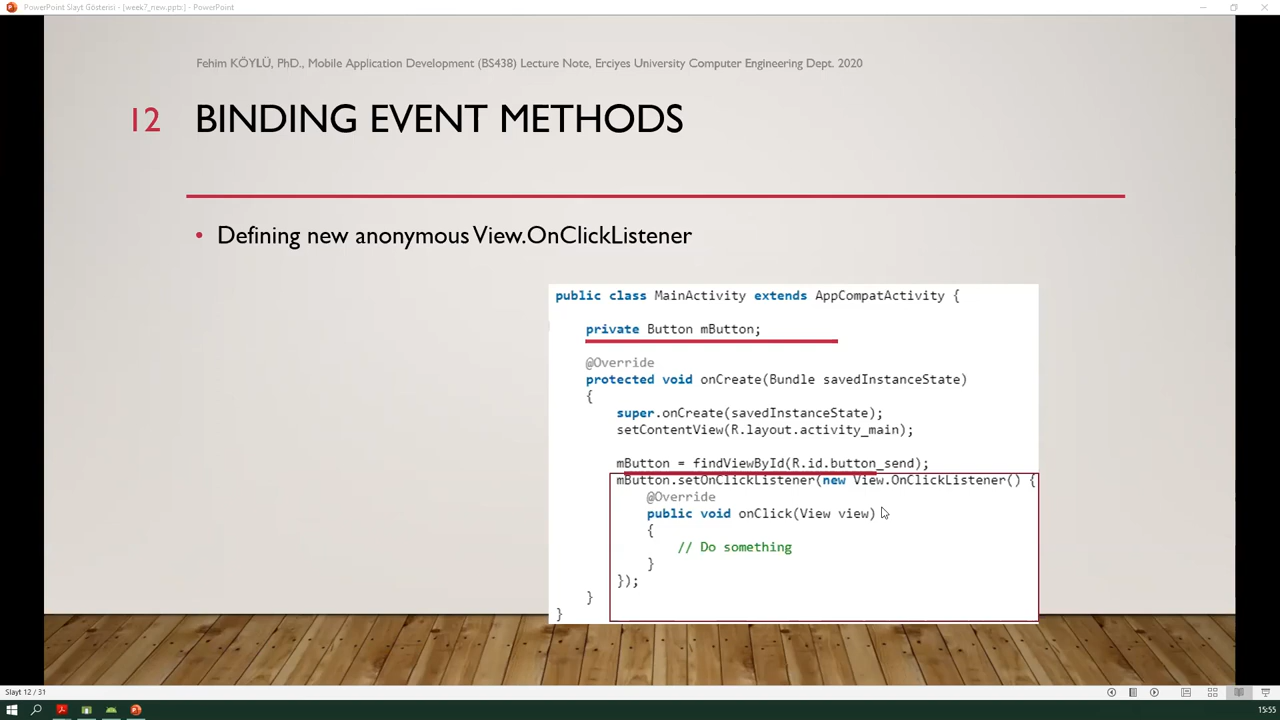 PowerPoint Slayt Gösterisi - [week7_new.pptx] - PowerPoint
Fehim KÖYLÜ, PhD., Mobile Application Development (BS438) Lecture Note, Erciyes University Computer Engineering Dept. 2020
12 BINDING EVENT METHODS
• Defining new anonymous View.OnClickListener
public class MainActivity extends AppCompatActivity {
private Button mButton;
@Override
protected void onCreate(Bundle savedInstanceState)
{
super.onCreate(savedInstanceState);
setContentView(R.layout.activity_main);
mButton = findViewById(R.id.button_send);
mButton.setOnClickListener(new View.OnClickListener() {
@Override
public void onClick(View view)
{
// Do something
}
});
}
}
Slayt 12 / 31
15:55